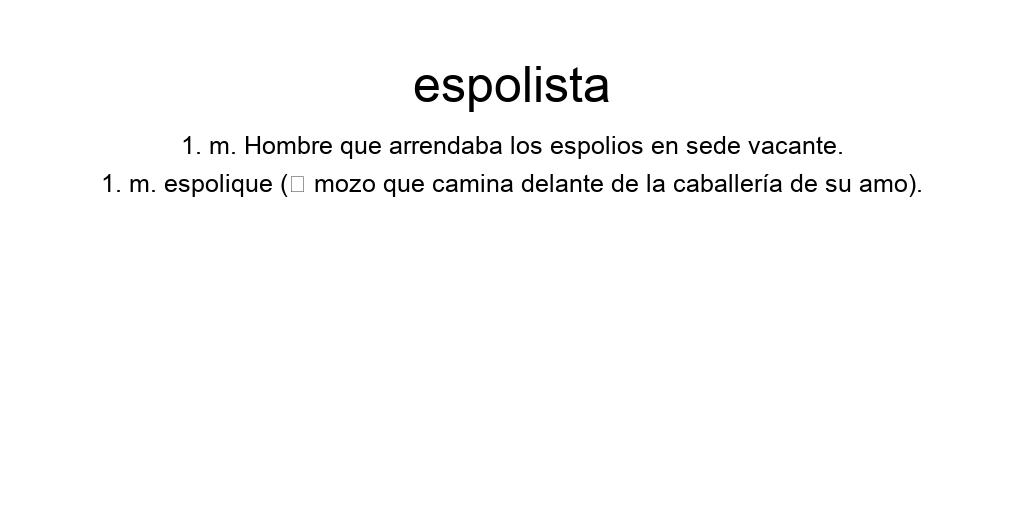 espolista
1. m. Hombre que arrendaba los espolios en sede vacante.
1. m. espolique (□ mozo que camina delante de la caballería de su amo).